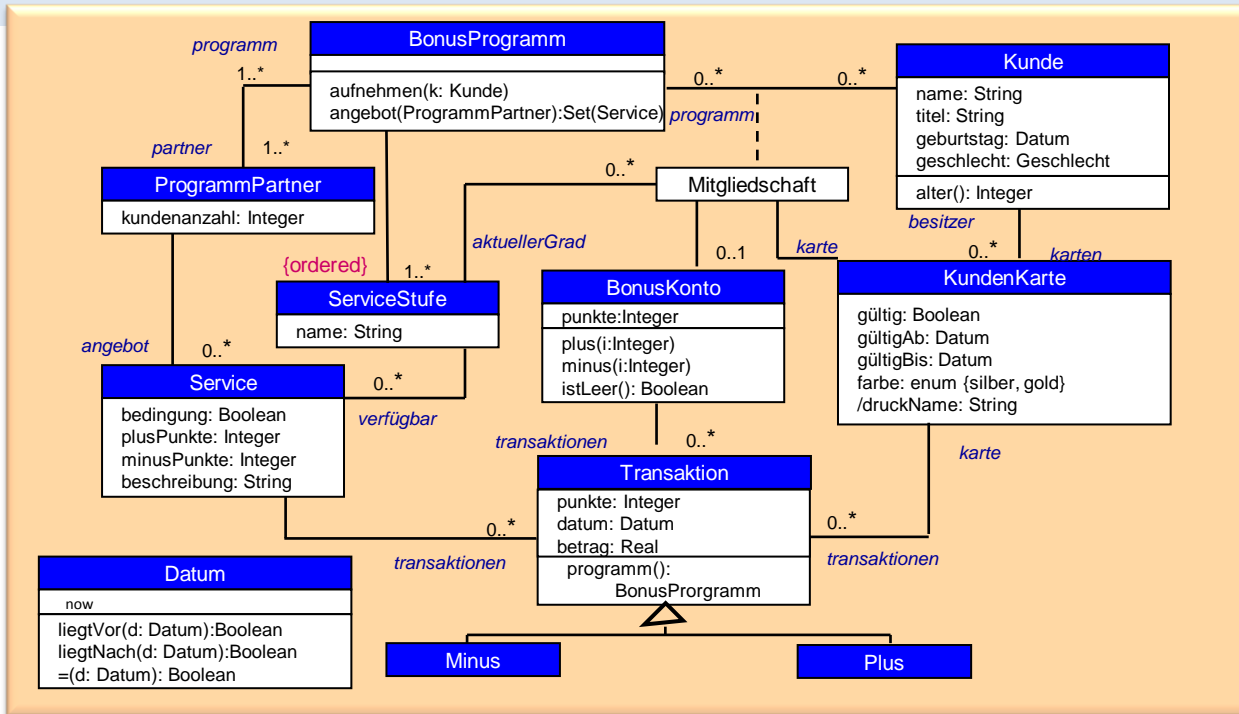 BonusProgramm
aufnehmen(k: Kunde)
angebot(ProgrammPartner):Set(Service)
programm
1..*
partner
1..*
0..*
programm
0..*
Kunde
name: String
titel: String
geburtstag: Datum
geschlecht: Geschlecht
alter(): Integer
besitzer
0..*
karten
ProgrammPartner
kundenanzahl: Integer
0..*
Mitgliedschaft
aktuellerGrad
0..1
karte
{ordered}
1..*
ServiceStufe
name: String
BonusKonto
punkte:Integer
plus(i:Integer)
minus(i:Integer)
istLeer(): Boolean
KundenKarte
gültig: Boolean
gültigAb: Datum
gültigBis: Datum
farbe: enum {silber, gold}
/druckName: String
angebot
0..*
Service
bedingung: Boolean
plusPunkte: Integer
minusPunkte: Integer
beschreibung: String
0..*
verfügbar
transaktionen
0..*
karte
Transaktion
punkte: Integer
datum: Datum
betrag: Real
programm():
BonusProrgramm
0..*
transaktionen
0..*
transaktionen
Datum
now
liegtVor(d: Datum):Boolean
liegtNach(d: Datum):Boolean
=(d: Datum): Boolean
Minus
Plus